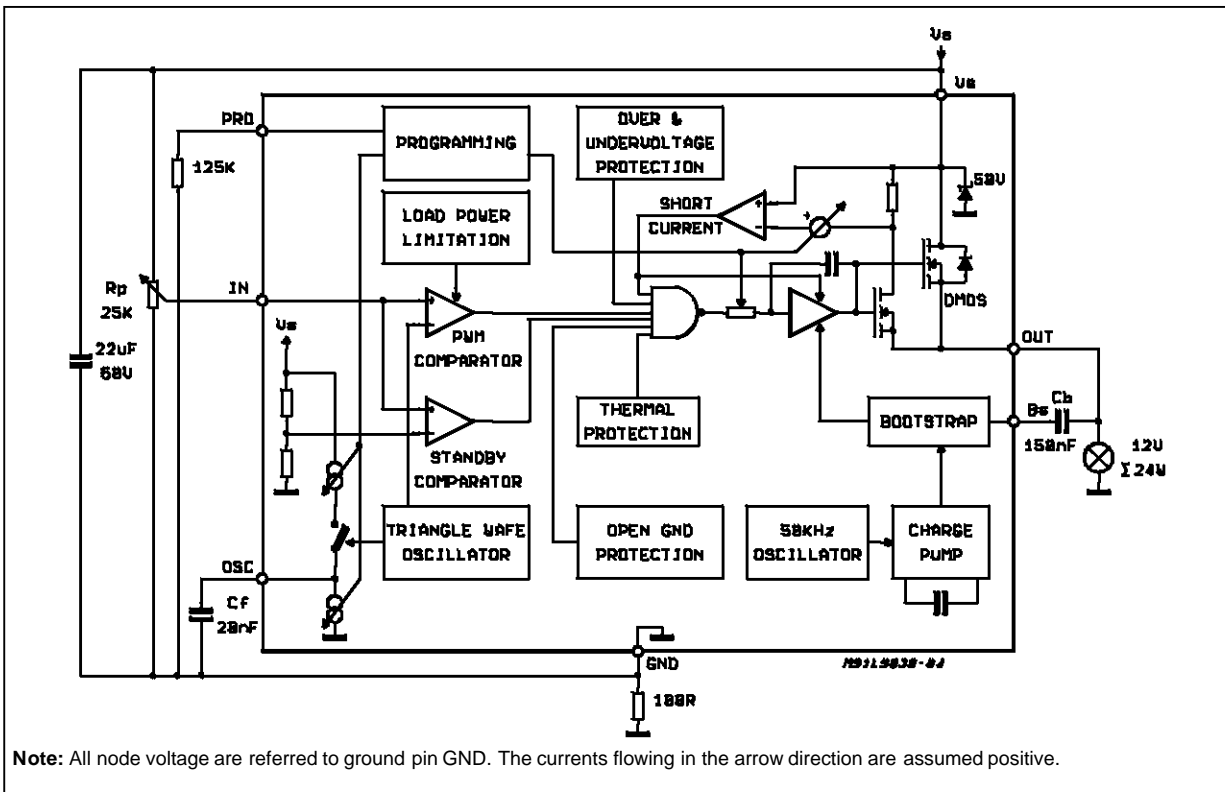 Vs
Vs
PRO
125K
PROGRAMMING
OVER &
UNDERVOLTAGE
PROTECTION
50V
LOAD POWER
LIMITATION
SHORT
CURRENT
+
-
+
DMOS
Rp
25K
IN
+
-
PWM
COMPARATOR
Vs
22uF
60V
OUT
+
-
STANDBY
COMPARATOR
THERMAL
PROTECTION
BOOTSTRAP
Bs
Cb
150nF
12V
Σ24W
TRIANGLE WAFE
OSCILLATOR
OPEN GND
PROTECTION
50KHz
OSCILLATOR
CHARGE
PUMP
OSC
Cf
20nF
GND
100R
Note: All node voltage are referred to ground pin GND. The currents flowing in the arrow direction are assumed positive.